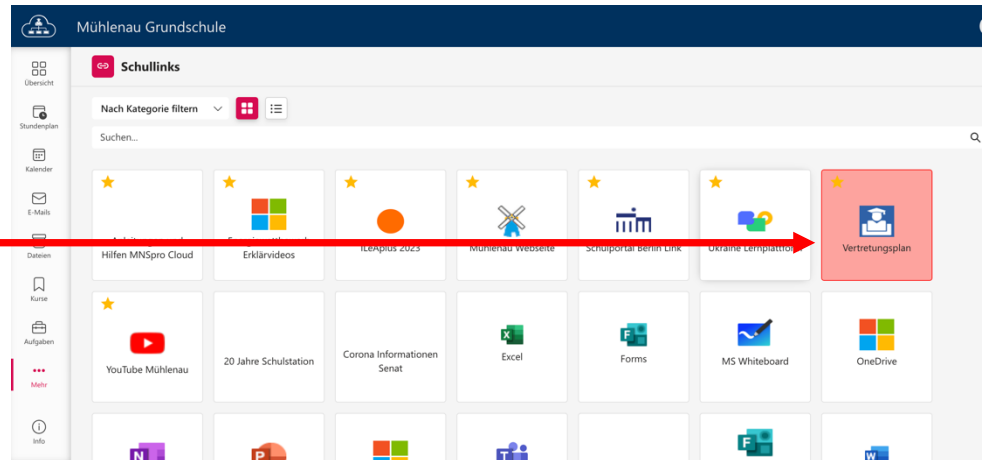 Mühlenau Grundschule
Übersicht
Stundenplan
Kalender
E-Mails
Dateien
Kurse
Aufgaben
Mehr
Info
Schullinks
Nach Kategorie filtern
Suchen...
Hilfen MNSpro Cloud
Erklärvideos
ILeAplus 2023
Mühlenau Webseite
Schulportal Berlin Link
Ukraine Lernplattform
Vertretungsplan
YouTube Mühlenau
20 Jahre Schulstation
Corona Informationen
Senat
Excel
Forms
MS Whiteboard
OneDrive